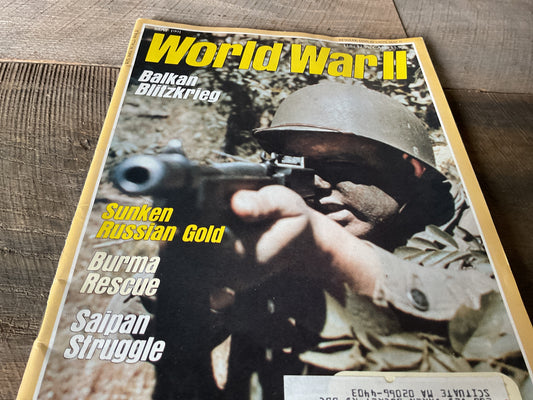 World War II
Balkan
Blitzkrieg
Sunken
Russian Gold
Burma
Rescue
Saipan
Struggle
SCITUATE MA 02066-4403